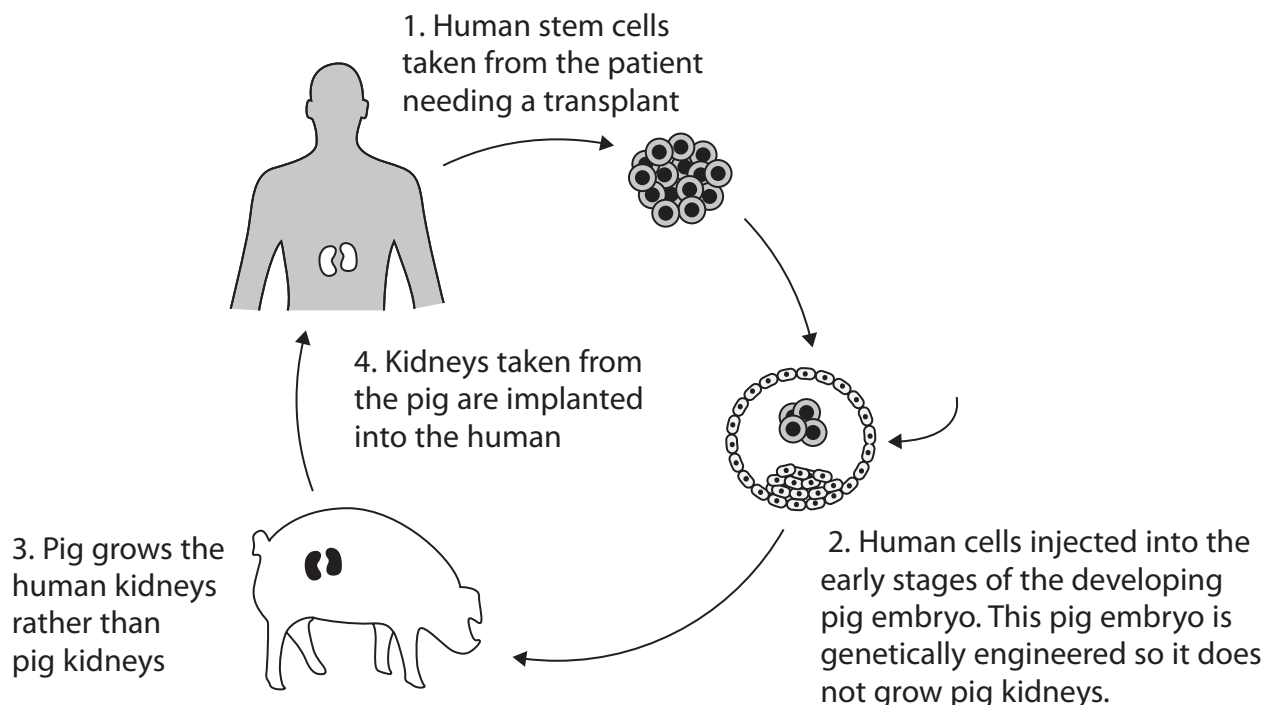 1. Human stem cells
taken from the patient
needing a transplant
2. Human cells injected into the
early stages of the developing
pig embryo. This pig embryo is
genetically engineered so it does
not grow pig kidneys.
3. Pig grows the
human kidneys
rather than
pig kidneys
4. Kidneys taken from
the pig are implanted
into the human